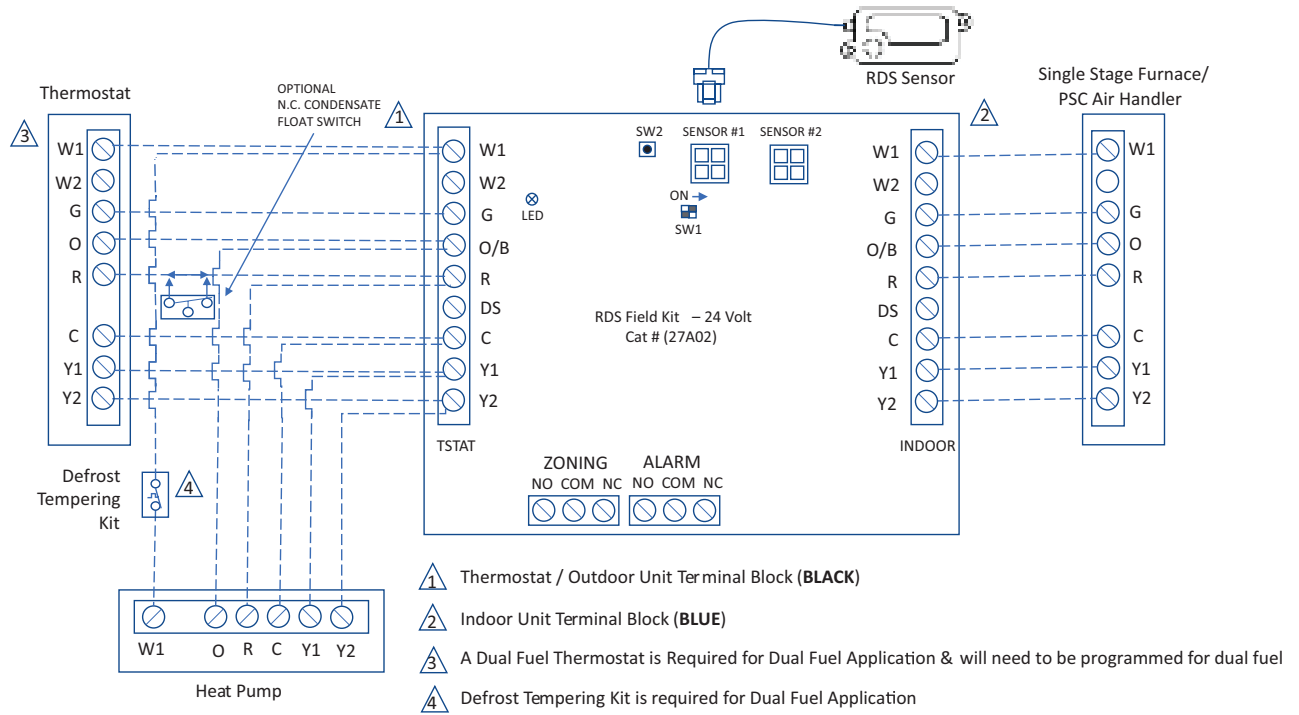 RDS Sensor
Single Stage Furnace/
PSC Air Handler
Thermostat
OPTIONAL
N.C. CONDENSATE
FLOAT SWITCH
3
1
2
W1
W2
G
O
R
C
Y1
Y2
W1
W2
G
O/B
R
DS
C
Y1
Y2
TSTAT
LED
SW2
SENSOR #1
SENSOR #2
ON
SW1
RDS Field Kit – 24 Volt
Cat # (27A02)
W1
W2
G
O/B
R
DS
C
Y1
Y2
INDOOR
W1
G
O
R
C
Y1
Y2
ZONING
NO COM NC
ALARM
NO COM NC
Defrost
Tempering
Kit
4
W1 O R C Y1 Y2
Heat Pump
1 Thermostat / Outdoor Unit Terminal Block (BLACK)
2 Indoor Unit Terminal Block (BLUE)
3 A Dual Fuel Thermostat is Required for Dual Fuel Application & will need to be programmed for dual fuel
4 Defrost Tempering Kit is required for Dual Fuel Application